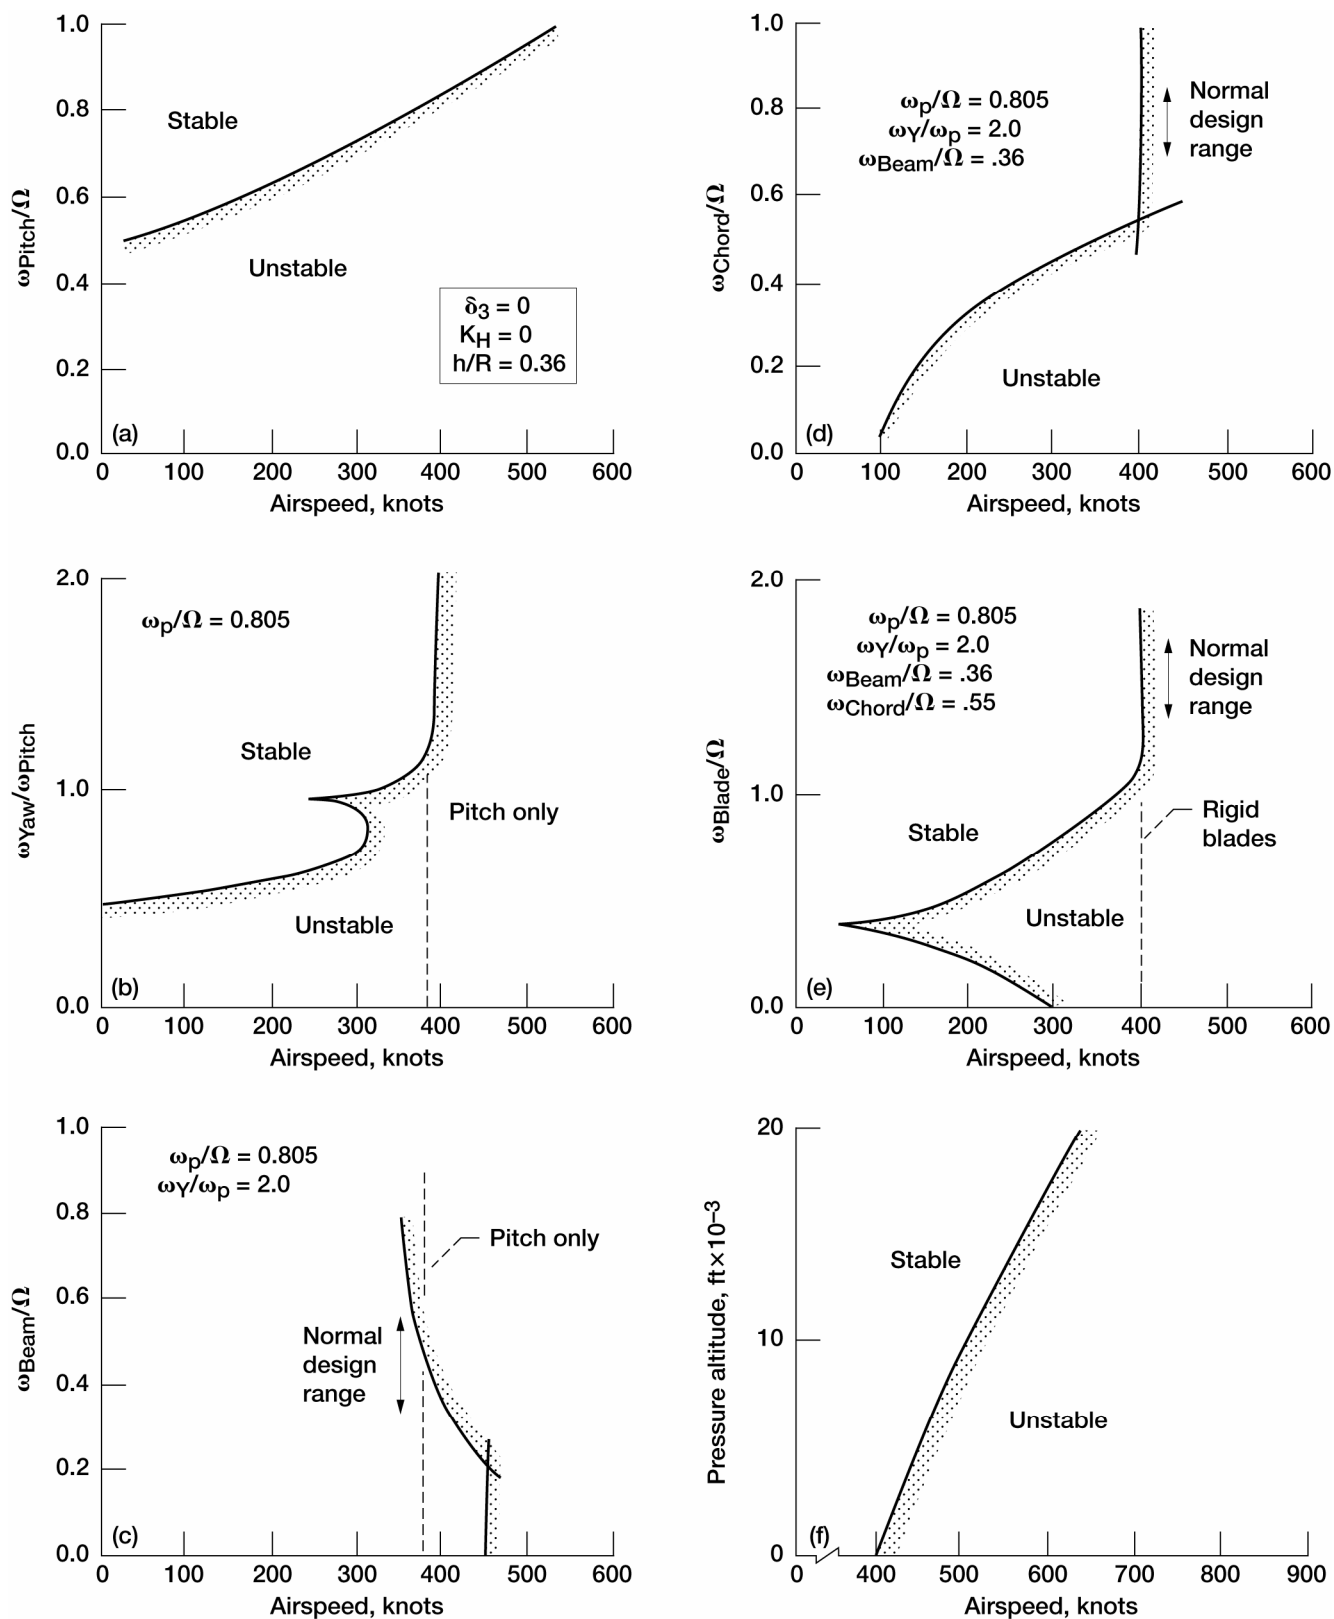 1.0
0.8
0.6
0.4
0.2
0.0
ωPitch/Ω
Stable
Unstable
δ3 = 0
KH = 0
h/R = 0.36
(a)
0 100 200 300 400 500 600
Airspeed, knots
2.0
1.0
0.0
ωYaw/ωPitch
ωp/Ω = 0.805
Stable
Pitch only
Unstable
(b)
0 100 200 300 400 500 600
Airspeed, knots
1.0
0.8
0.6
0.4
0.2
0.0
ωBeam/Ω
ωp/Ω = 0.805
ωY/ωp = 2.0
Pitch only
Normal
design
range
(c)
0 100 200 300 400 500 600
Airspeed, knots
1.0
0.8
0.6
0.4
0.2
0.0
ωChord/Ω
ωp/Ω = 0.805
ωY/ωp = 2.0
ωBeam/Ω = .36
Normal
design
range
Unstable
(d)
0 100 200 300 400 500 600
Airspeed, knots
2.0
1.0
0.0
ωBlade/Ω
ωp/Ω = 0.805
ωY/ωp = 2.0
ωBeam/Ω = .36
ωChord/Ω = .55
Normal
design
range
Rigid
blades
Stable
Unstable
(e)
0 100 200 300 400 500 600
Airspeed, knots
20
10
0
Pressure altitude, ft×10–3
Stable
Unstable
(f)
0 400 500 600 700 800 900
Airspeed, knots